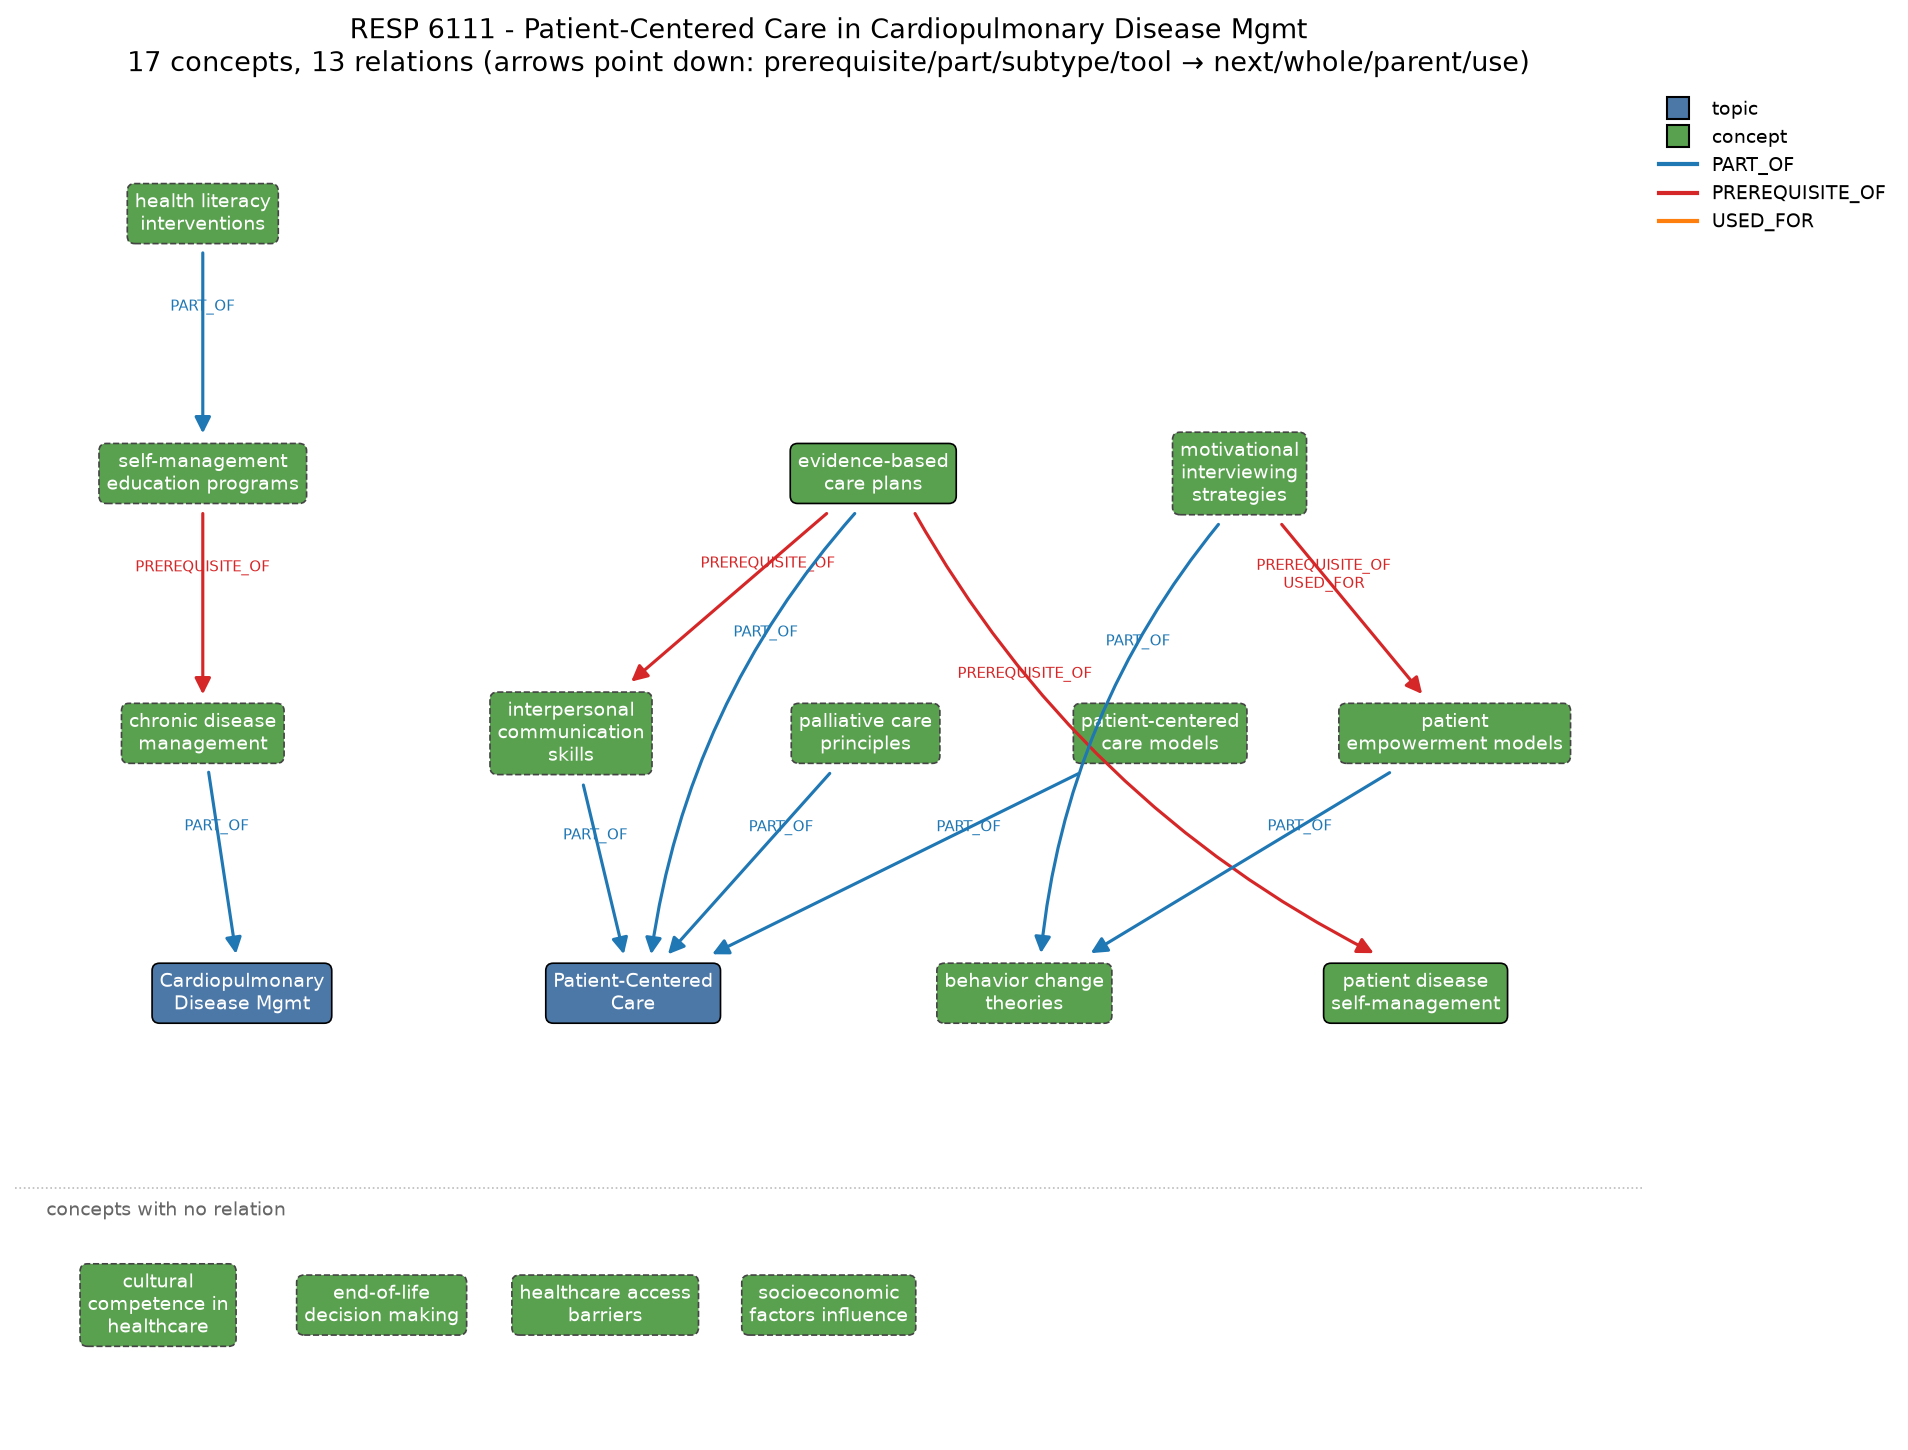 RESP 6111 - Patient-Centered Care in Cardiopulmonary Disease Mgmt
17 concepts, 13 relations (arrows point down: prerequisite/part/subtype/tool → next/whole/parent/use)
topic
concept
PART_OF
PREREQUISITE_OF
USED_FOR
health literacy
interventions
PART_OF
self-management
education programs
evidence-based
care plans
motivational
interviewing
strategies
PREREQUISITE_OF
PREREQUISITE_OF
PART_OF
PREREQUISITE_OF
PART_OF
PREREQUISITE_OF
USED_FOR
chronic disease
management
interpersonal
communication
skills
palliative care
principles
patient-centered
care models
patient
empowerment models
PART_OF
PART_OF
PART_OF
PART_OF
PART_OF
Cardiopulmonary
Disease Mgmt
Patient-Centered
Care
behavior change
theories
patient disease
self-management
concepts with no relation
cultural
competence in
healthcare
end-of-life
decision making
healthcare access
barriers
socioeconomic
factors influence